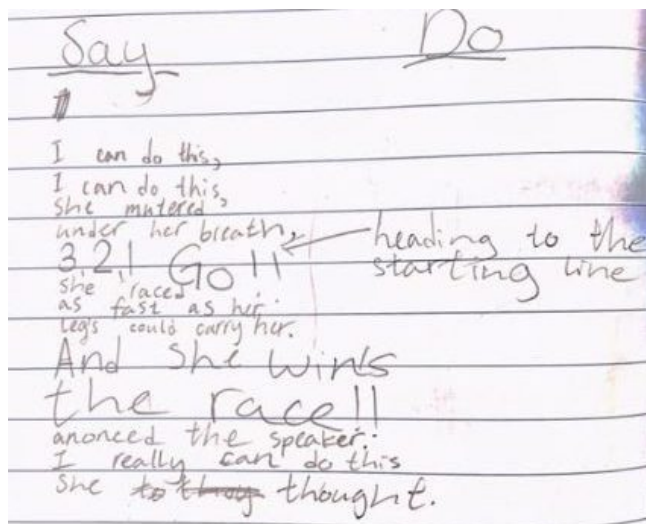 Say
Do
I can do this,
I can do this,
she mutered,
under her breath,
heading to the
starting line
3,2,1 Go!!
she raced
as fast as her
leg's could carry her.
And she wins
the race!!
anonced the speaker.
I really can do this
she thought.